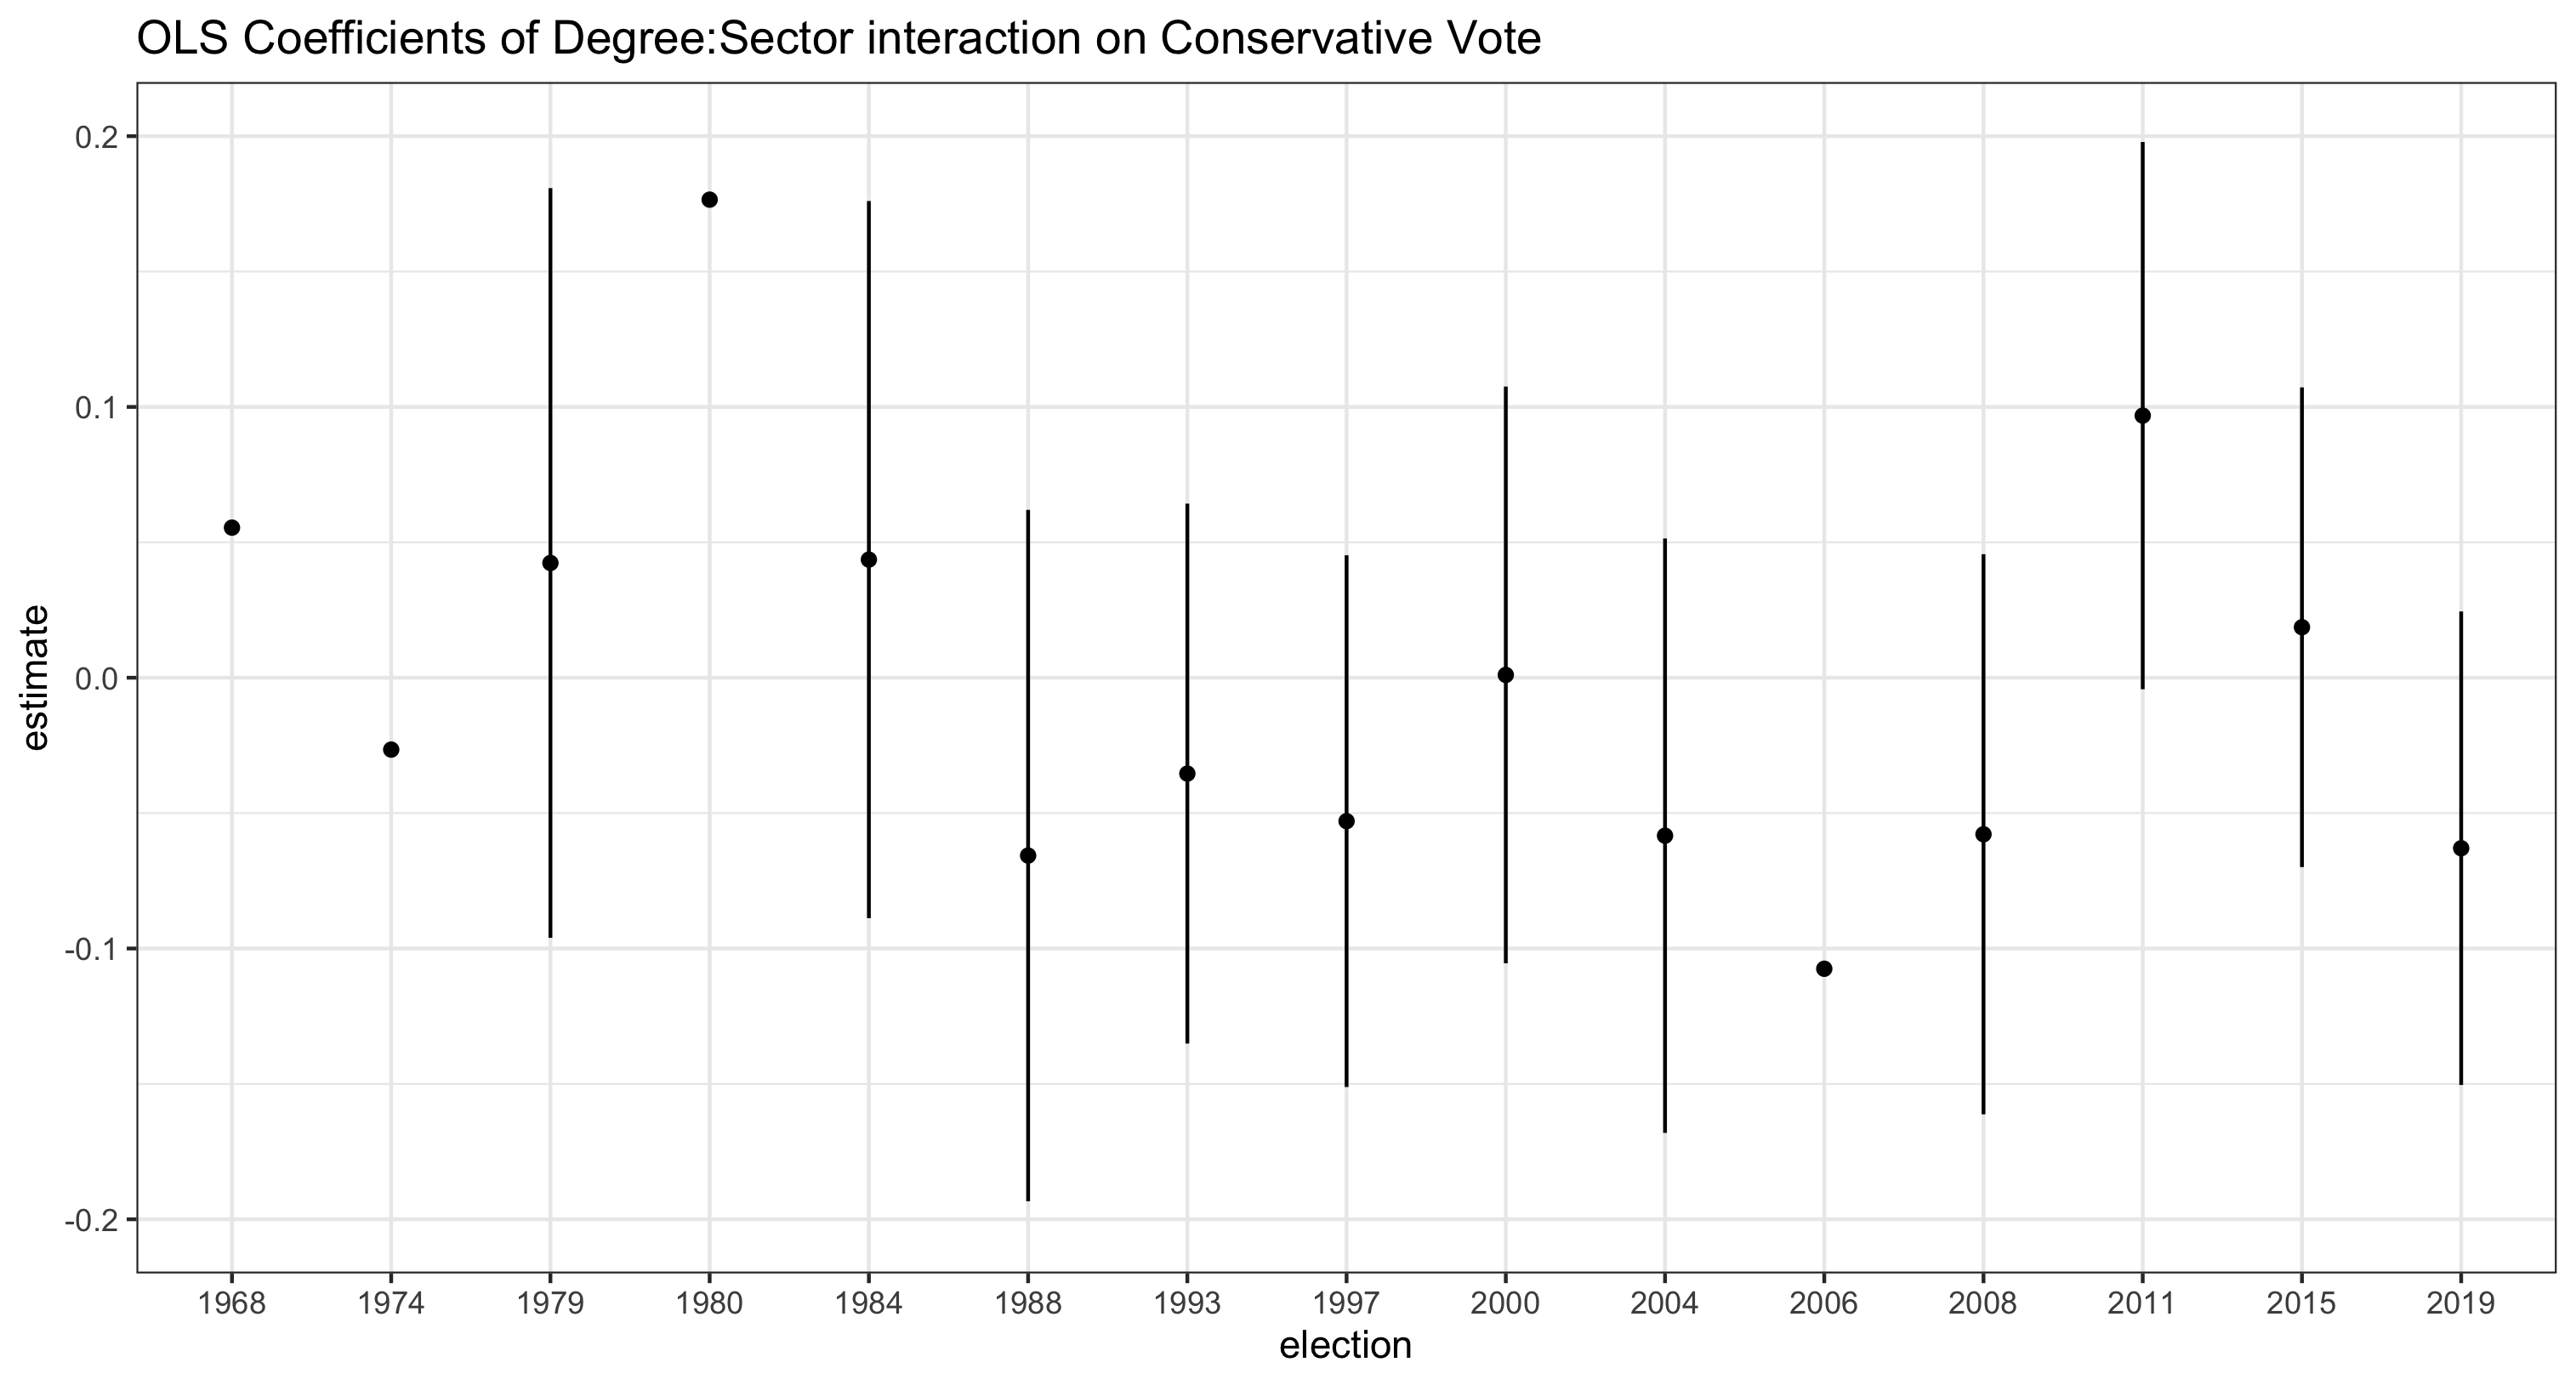 OLS Coefficients of Degree:Sector interaction on Conservative Vote
estimate
0.2
0.1
0.0
-0.1
-0.2
1968 1974 1979 1980 1984 1988 1993 1997 2000 2004 2006 2008 2011 2015 2019
election